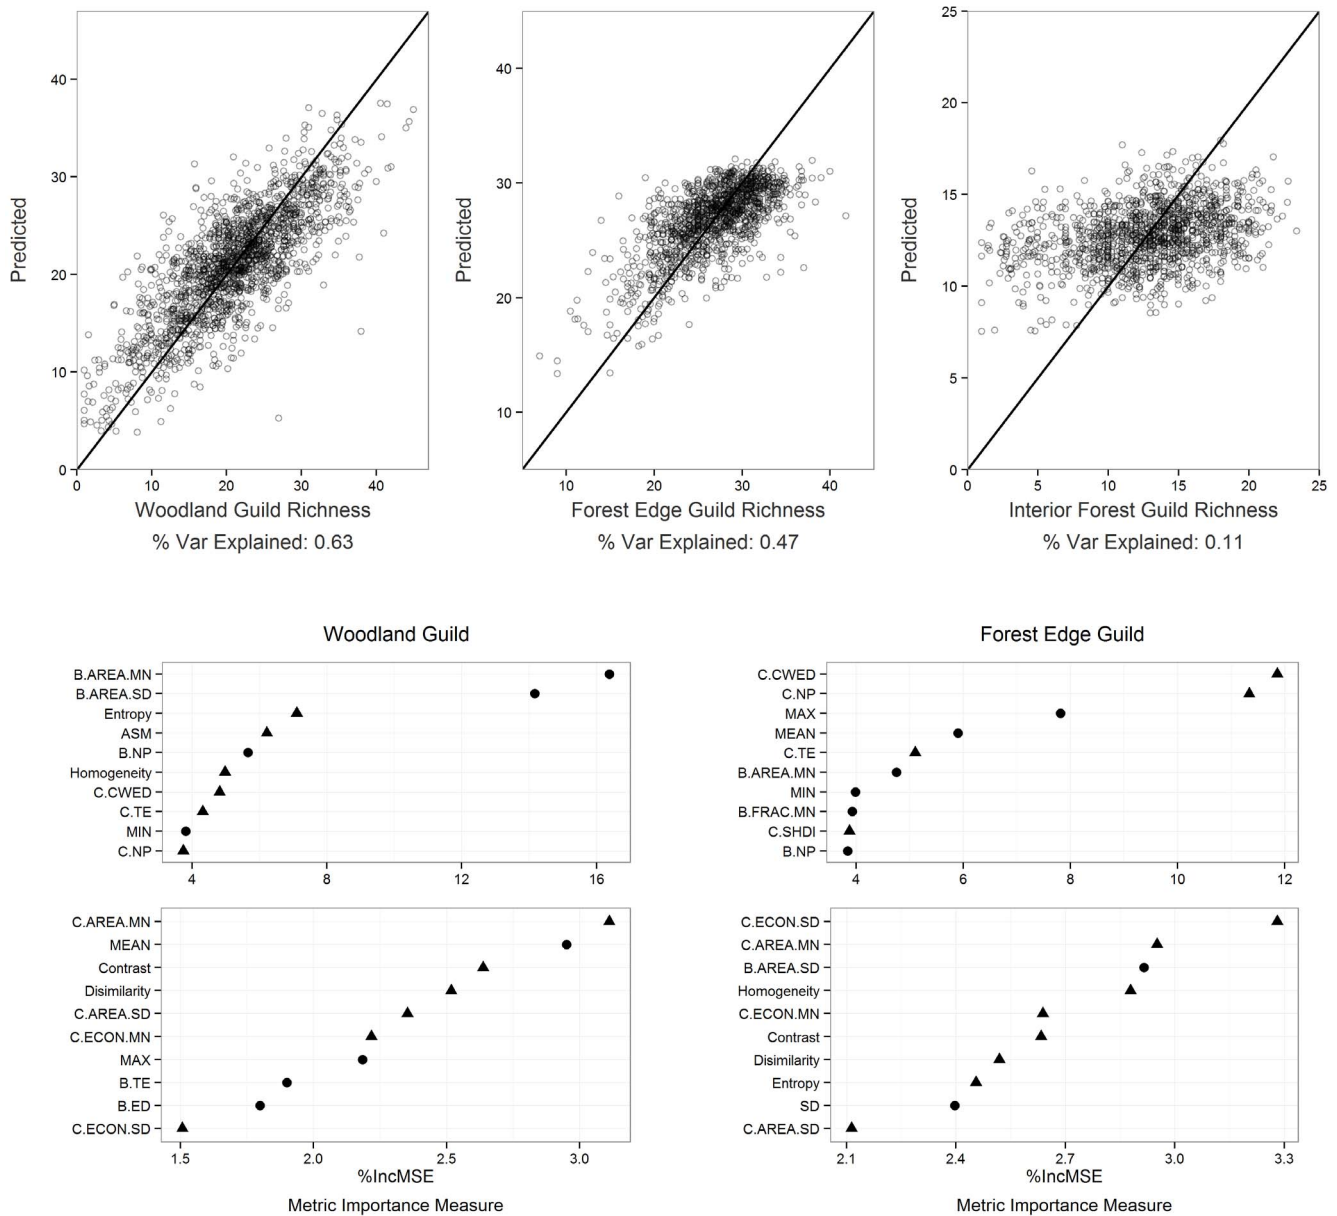 40
30
20
10
0
Predicted
0 10 20 30 40
Woodland Guild Richness
% Var Explained: 0.63
40
30
20
10
Predicted
10 20 30 40
Forest Edge Guild Richness
% Var Explained: 0.47
25
20
15
10
5
0
Predicted
0 5 10 15 20 25
Interior Forest Guild Richness
% Var Explained: 0.11
Woodland Guild
B.AREA.MN
B.AREA.SD
Entropy
ASM
B.NP
Homogeneity
C.CWED
C.TE
MIN
C.NP
4 8 12 16
C.AREA.MN
MEAN
Contrast
Disimilarity
C.AREA.SD
C.ECON.MN
MAX
B.TE
B.ED
C.ECON.SD
1.5 2.0 2.5 3.0
%IncMSE
Metric Importance Measure
Forest Edge Guild
C.CWED
C.NP
MAX
MEAN
C.TE
B.AREA.MN
MIN
B.FRAC.MN
C.SHDI
B.NP
4 6 8 10 12
C.ECON.SD
C.AREA.MN
B.AREA.SD
Homogeneity
C.ECON.MN
Contrast
Disimilarity
Entropy
SD
C.AREA.SD
2.1 2.4 2.7 3.0 3.3
%IncMSE
Metric Importance Measure